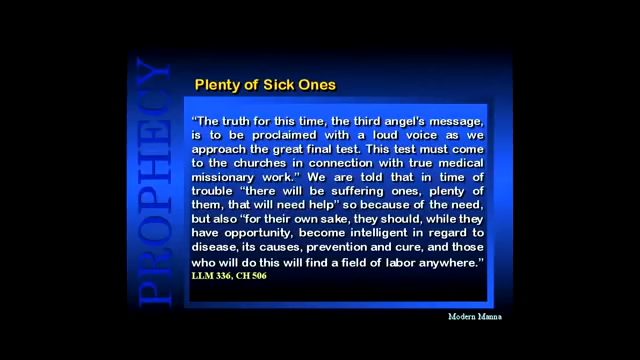 PROPHECY
Plenty of Sick Ones
“The truth for this time, the third angel's message,
is to be proclaimed with a loud voice as we
approach the great final test. This test must come
to the churches in connection with true medical
missionary work.” We are told that in time of
trouble “there will be suffering ones, plenty of
them, that will need help” so because of the need,
but also “for their own sake, they should, while they
have opportunity, become intelligent in regard to
disease, its causes, prevention and cure, and those
who will do this will find a field of labor anywhere.”
LLM 336, CH 506
Modern Manna